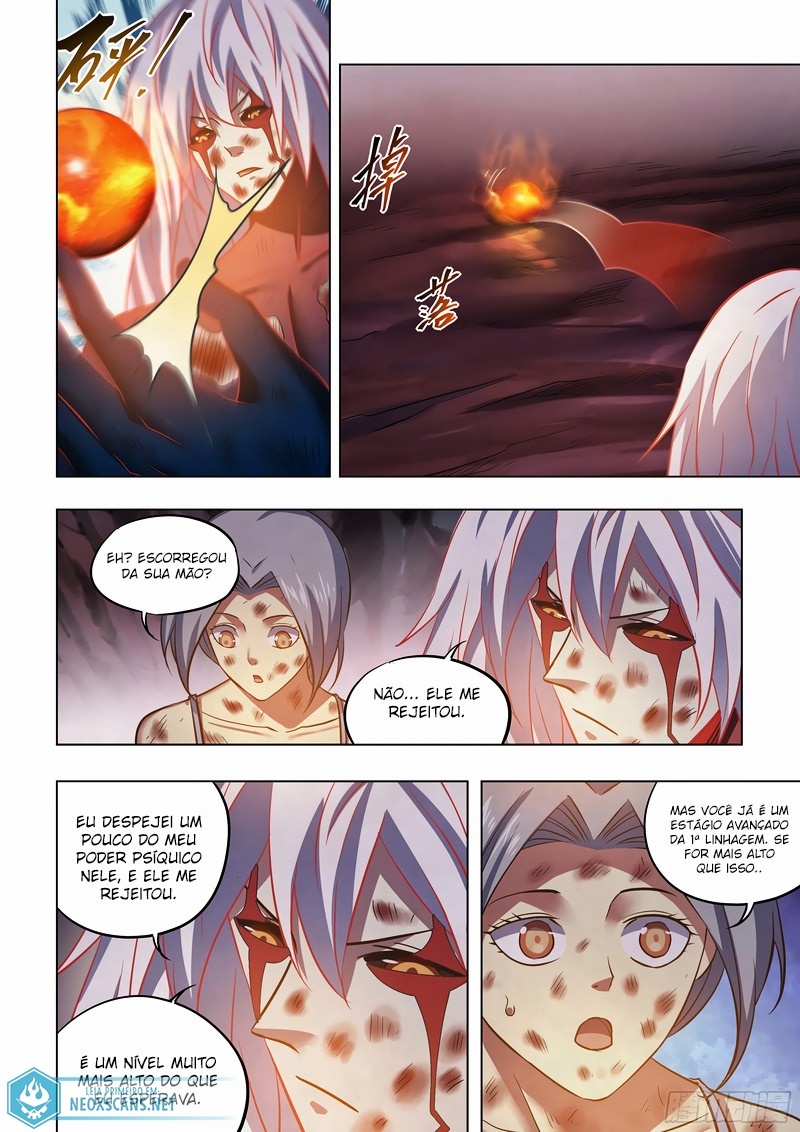 砰！
掉
落
EH? ESCORREGOU
DA SUA MÃO?
NÃO... ELE ME
REJEITOU.
EU DESPEJEI UM
POUCO DO MEU
PODER PSÍQUICO
NELE, E ELE ME
REJEITOU.
MAS VOCÊ JÁ É UM
ESTÁGIO AVANÇADO
DA 1ª LINHAGEM. SE
FOR MAIS ALTO
QUE ISSO..
É UM NÍVEL MUITO
MAIS ALTO DO QUE
EU ESPERAVA.
LEIA PRIMEIRO EM:
NEOXSCANS.NET